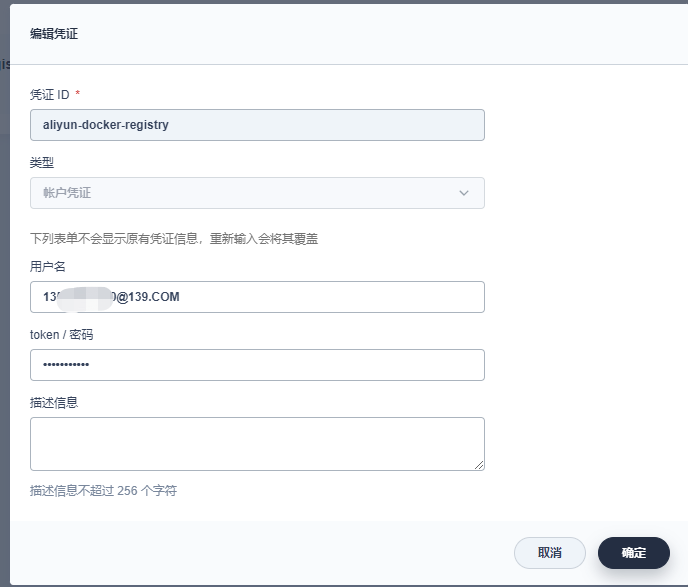 编辑凭证
凭证 ID *
aliyun-docker-registry
类型
帐户凭证
下列表单不会显示原有凭证信息，重新输入会将其覆盖
用户名
@139.COM
token / 密码
•••••••••••
描述信息
描述信息不超过 256 个字符
取消 确定